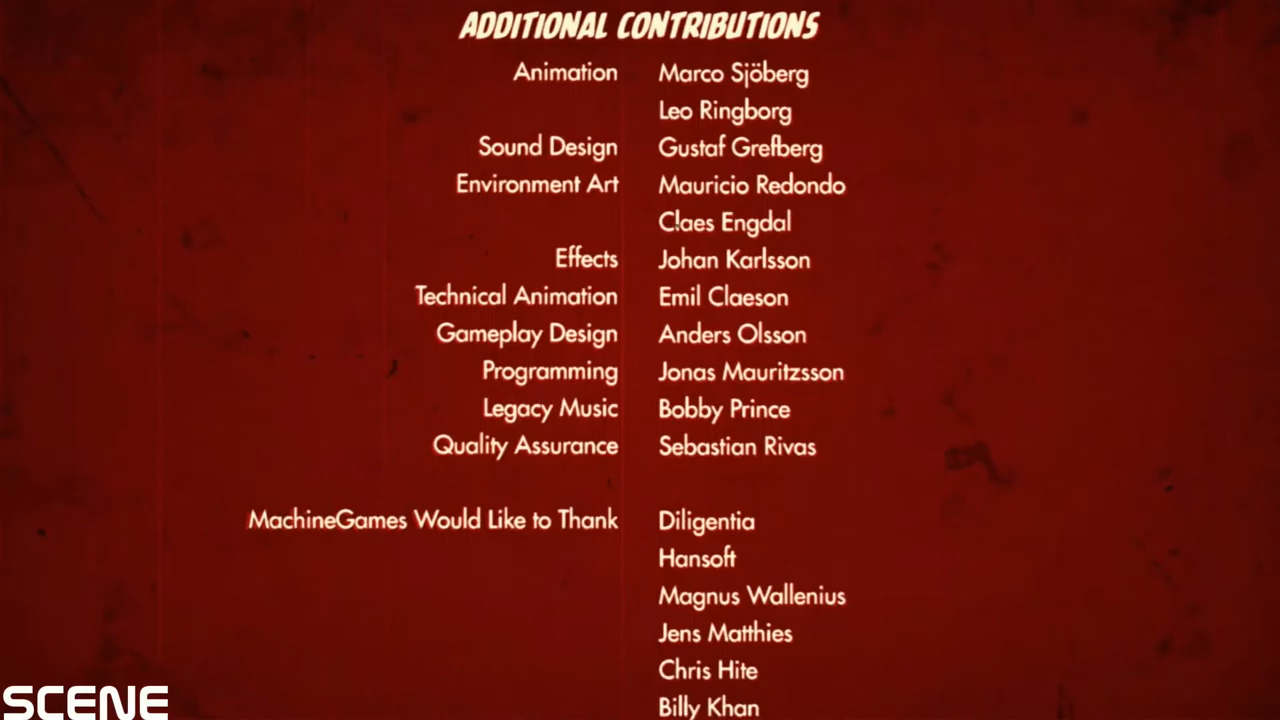 ADDITIONAL CONTRIBUTIONS
Animation Marco Sjöberg
Leo Ringborg
Sound Design Gustaf Grefberg
Environment Art Mauricio Redondo
Claes Engdal
Effects Johan Karlsson
Technical Animation Emil Claeson
Gameplay Design Anders Olsson
Programming Jonas Mauritzsson
Legacy Music Bobby Prince
Quality Assurance Sebastian Rivas
MachineGames Would Like to Thank Diligentia
Hansoft
Magnus Wallenius
Jens Matthies
Chris Hite
Billy Khan
SCENE